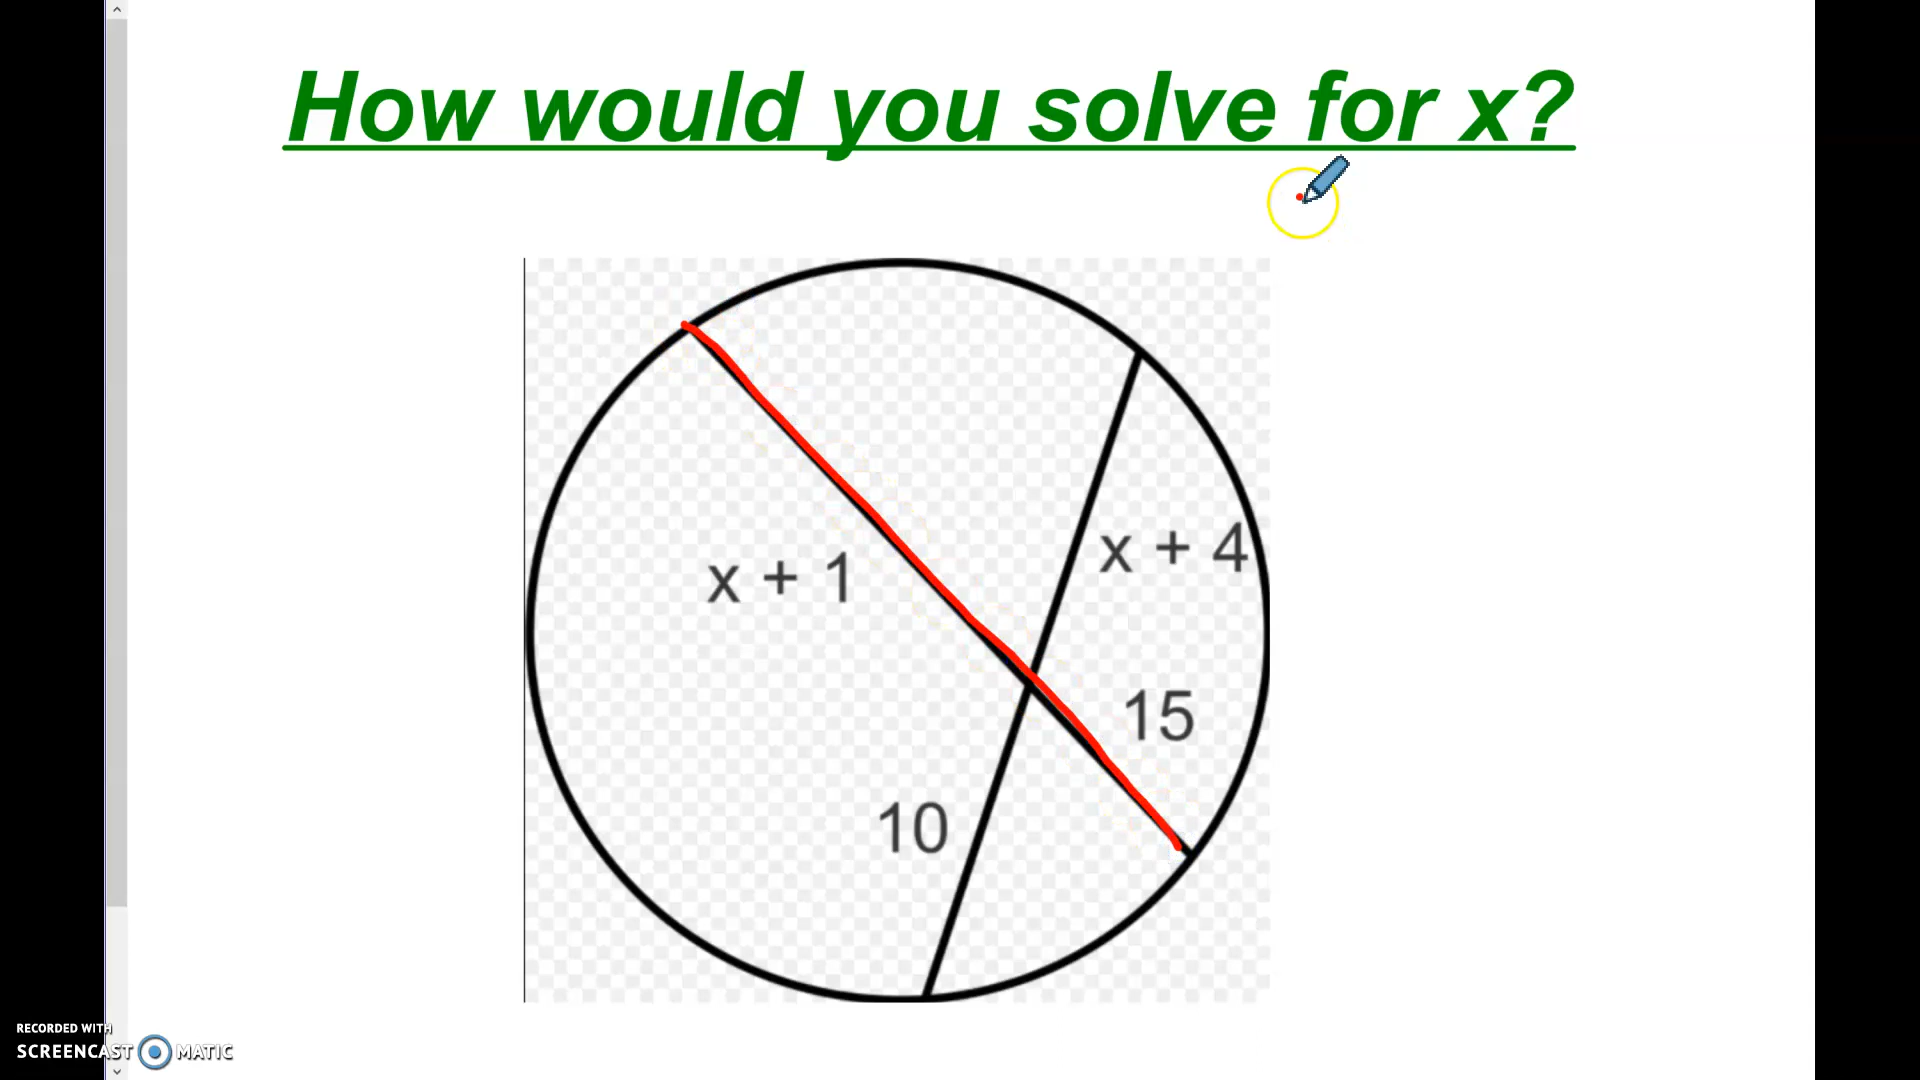 How would you solve for x?
x + 4
x + 1
15
10
RECORDED WITH
SCREENCAST MATIC